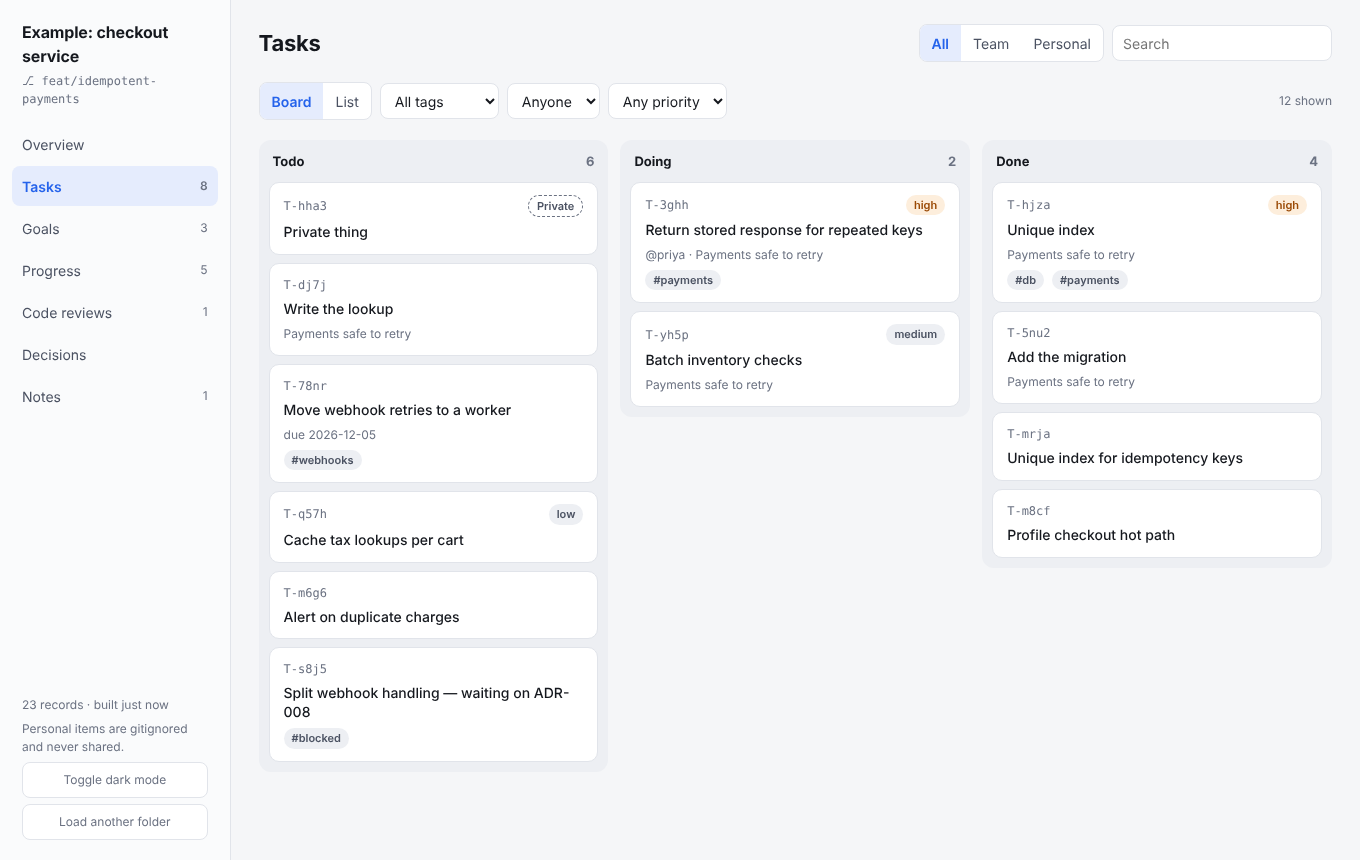 Example: checkout
service
⎇ feat/idempotent-
payments
Overview
Tasks 8
Goals 3
Progress 5
Code reviews 1
Decisions
Notes 1
23 records · built just now
Personal items are gitignored
and never shared.
Toggle dark mode
Load another folder
Tasks
All Team Personal Search
Board List All tags Anyone Any priority 12 shown
Todo 6
T-hha3 Private
Private thing
T-dj7j
Write the lookup
Payments safe to retry
T-78nr
Move webhook retries to a worker
due 2026-12-05
#webhooks
T-q57h low
Cache tax lookups per cart
T-m6g6
Alert on duplicate charges
T-s8j5
Split webhook handling — waiting on ADR-
008
#blocked
Doing 2
T-3ghh high
Return stored response for repeated keys
@priya · Payments safe to retry
#payments
T-yh5p medium
Batch inventory checks
Payments safe to retry
Done 4
T-hjza high
Unique index
Payments safe to retry
#db #payments
T-5nu2
Add the migration
Payments safe to retry
T-mrja
Unique index for idempotency keys
T-m8cf
Profile checkout hot path